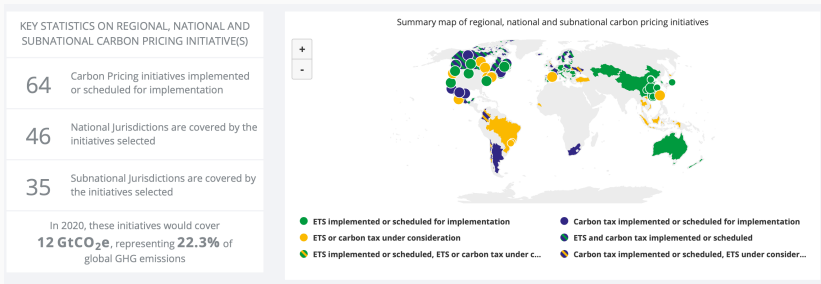 KEY STATISTICS ON REGIONAL, NATIONAL AND
SUBNATIONAL CARBON PRICING INITIATIVE(S)
64
Carbon Pricing initiatives implemented
or scheduled for implementation
46
National Jurisdictions are covered by the
initiatives selected
35
Subnational Jurisdictions are covered by
the initiatives selected
In 2020, these initiatives would cover
12 GtCO₂e, representing 22.3% of
global GHG emissions
Summary map of regional, national and subnational carbon pricing initiatives
+
-
ETS implemented or scheduled for implementation
Carbon tax implemented or scheduled for implementation
ETS or carbon tax under consideration
ETS and carbon tax implemented or scheduled
ETS implemented or scheduled, ETS or carbon tax under c...
Carbon tax implemented or scheduled, ETS under consider...